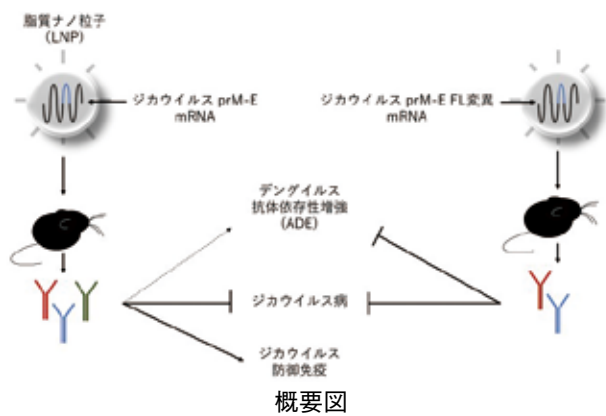 脂質ナノ粒子
(LNP)
ジカウイルス prM-E
mRNA
ジカウイルス prM-E FL変異
mRNA
デングイルス
抗体依存性増強
(ADE)
ジカウイルス病
ジカウイルス
防御免疫
概要図